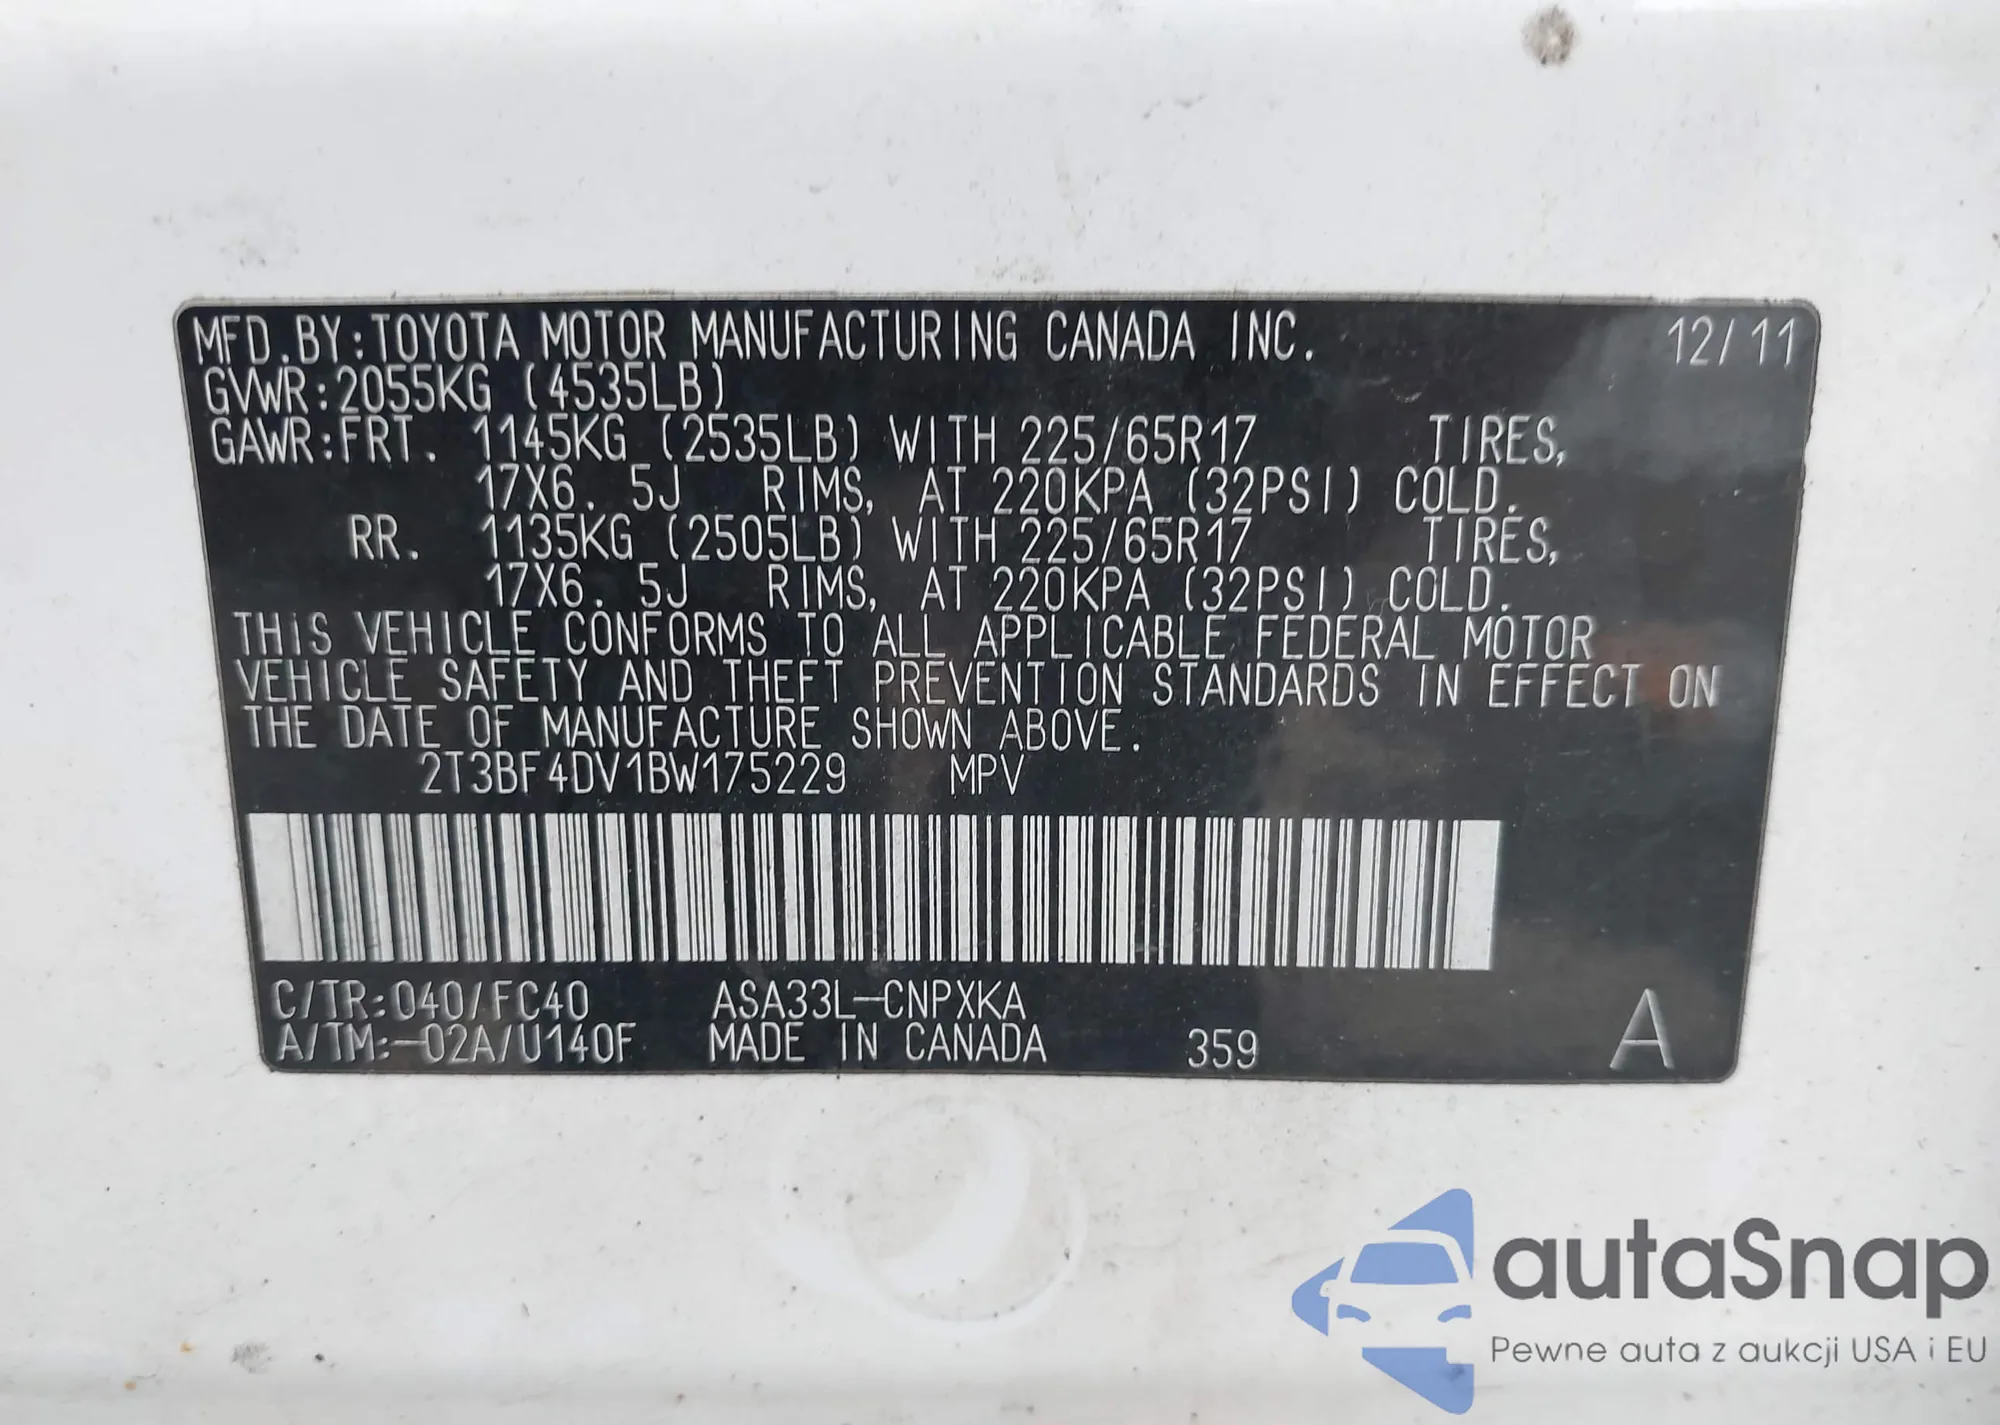 MFD.BY:TOYOTA MOTOR MANUFACTURING CANADA INC. 12/11
GVWR:2055KG (4535LB)
GAWR:FRT. 1145KG (2535LB) WITH 225/65R17 TIRES,
17X6.5J RIMS, AT 220KPA (32PSI) COLD.
RR. 1135KG (2505LB) WITH 225/65R17 TIRES,
17X6.5J RIMS, AT 220KPA (32PSI) COLD.
THIS VEHICLE CONFORMS TO ALL APPLICABLE FEDERAL MOTOR
VEHICLE SAFETY AND THEFT PREVENTION STANDARDS IN EFFECT ON
THE DATE OF MANUFACTURE SHOWN ABOVE.
2T3BF4DV1BW175229 MPV
C/TR:040/FC40 ASA33L-CNPXKA
A/TM:-02A/U140F MADE IN CANADA 359 A
autaSnap
Pewne auta z aukcji USA i EU